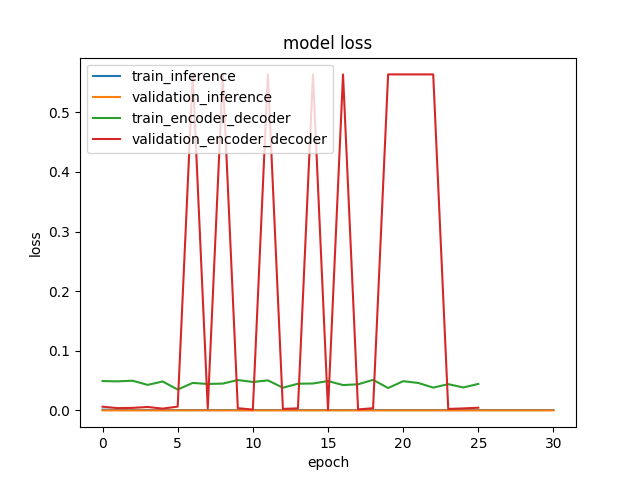 model loss
train_inference
validation_inference
train_encoder_decoder
validation_encoder_decoder
loss
0.5
0.4
0.3
0.2
0.1
0.0
0 5 10 15 20 25 30
epoch